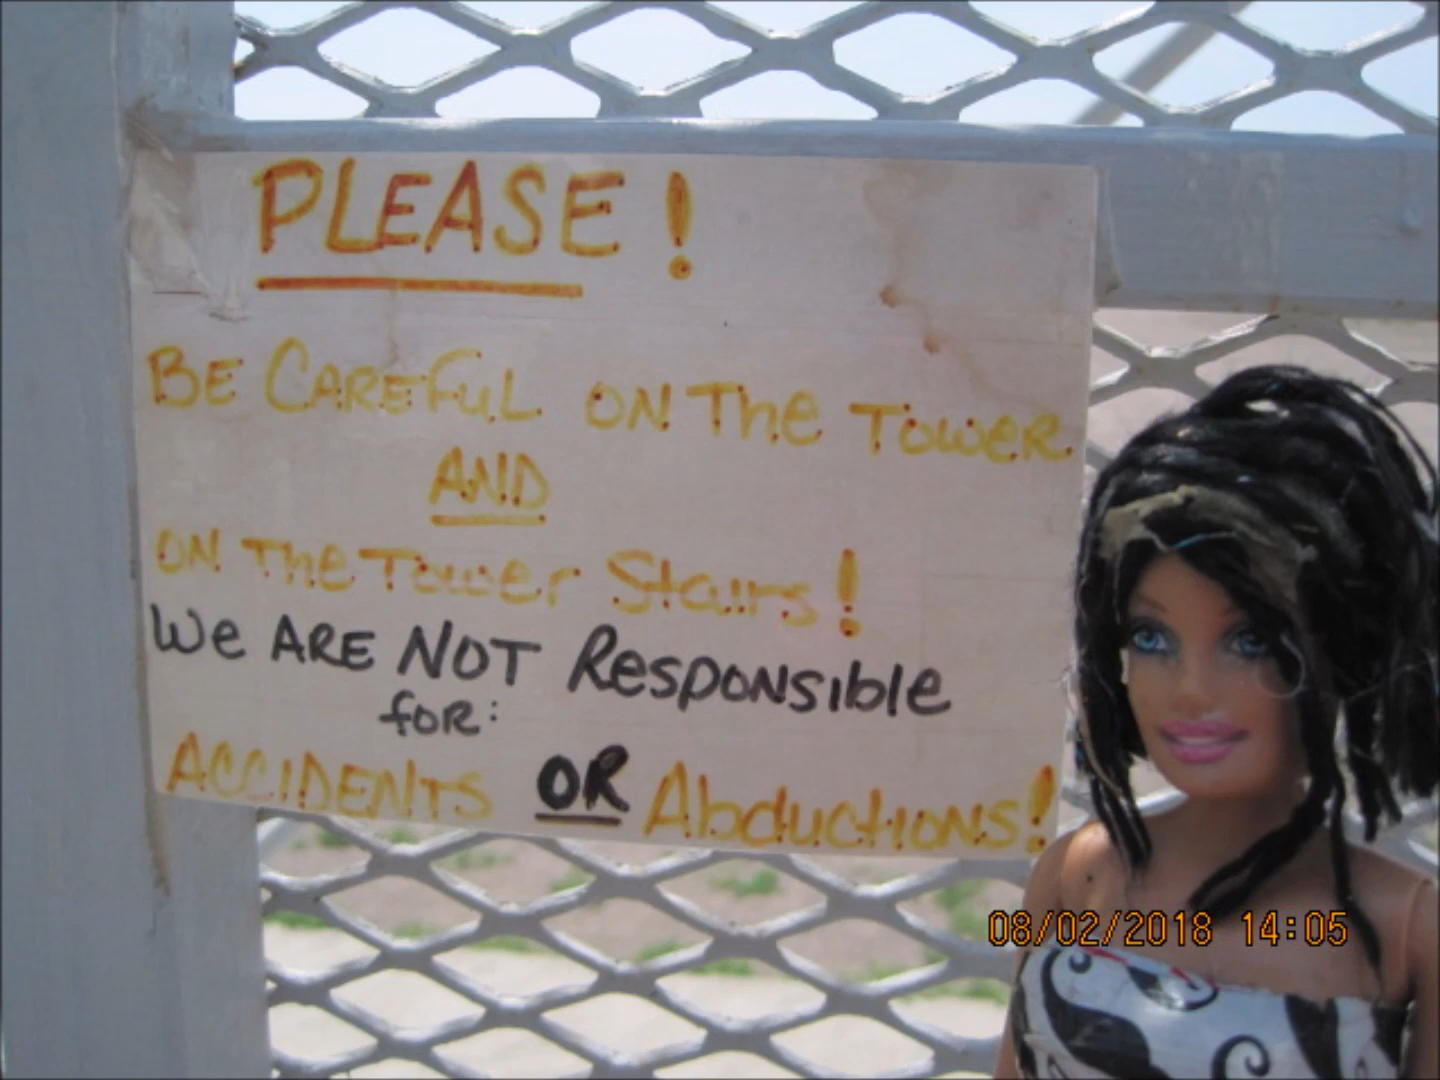 PLEASE!
BE CAREFUL ON The TOWER
AND
ON The Tower Stairs!
We ARE NOT Responsible
for:
ACCIDENTS OR Abductions!
08/02/2018 14:05